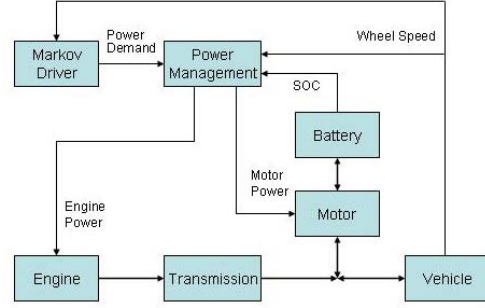 Markov
Driver
Power
Demand
Power
Management
Wheel Speed
SOC
Battery
Motor
Power
Motor
Engine
Power
Engine
Transmission
Vehicle